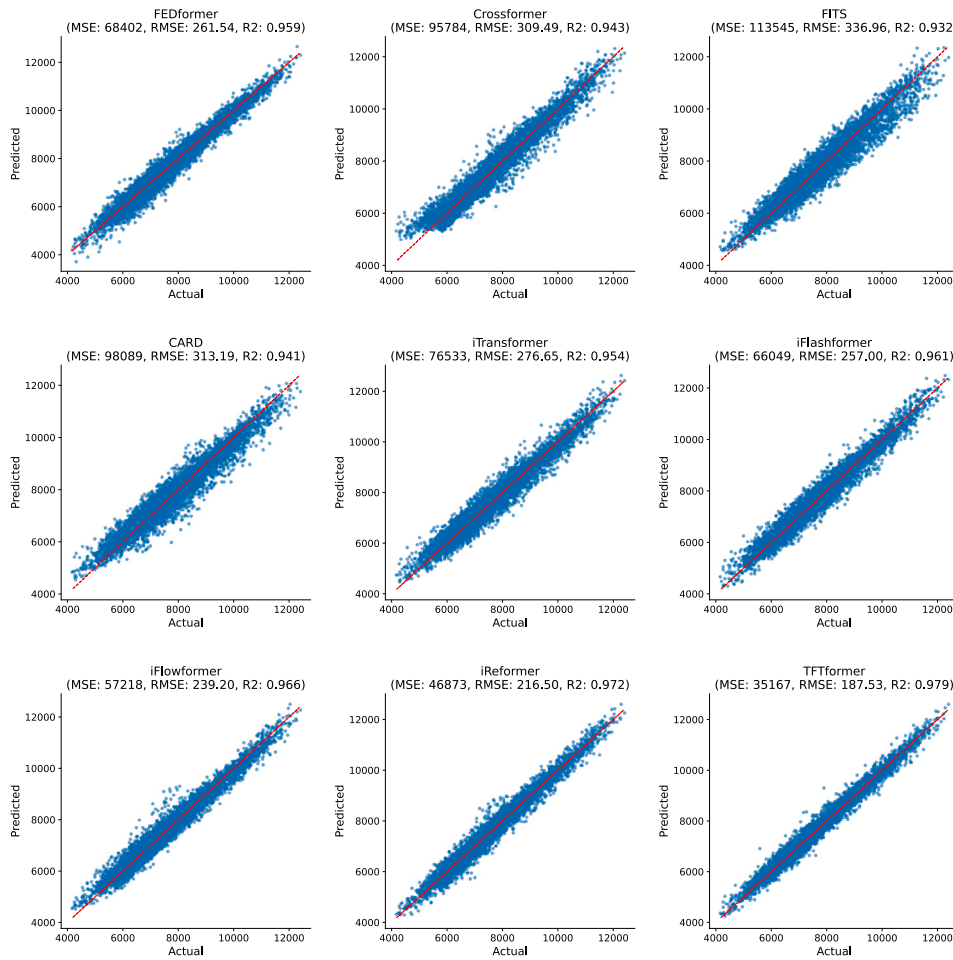 FEDformer
(MSE: 68402, RMSE: 261.54, R2: 0.959)
12000
10000
8000
6000
4000
Predicted
4000 6000 8000 10000 12000
Actual
Crossformer
(MSE: 95784, RMSE: 309.49, R2: 0.943)
12000
10000
8000
6000
4000
Predicted
4000 6000 8000 10000 12000
Actual
FITS
(MSE: 113545, RMSE: 336.96, R2: 0.932
12000
10000
8000
6000
4000
Predicted
4000 6000 8000 10000 12000
Actual
CARD
(MSE: 98089, RMSE: 313.19, R2: 0.941)
12000
10000
8000
6000
4000
Predicted
4000 6000 8000 10000 12000
Actual
iTransformer
(MSE: 76533, RMSE: 276.65, R2: 0.954)
12000
10000
8000
6000
4000
Predicted
4000 6000 8000 10000 12000
Actual
iFlashformer
(MSE: 66049, RMSE: 257.00, R2: 0.961)
12000
10000
8000
6000
4000
Predicted
4000 6000 8000 10000 12000
Actual
iFlowformer
(MSE: 57218, RMSE: 239.20, R2: 0.966)
12000
10000
8000
6000
4000
Predicted
4000 6000 8000 10000 12000
Actual
iReformer
(MSE: 46873, RMSE: 216.50, R2: 0.972)
12000
10000
8000
6000
4000
Predicted
4000 6000 8000 10000 12000
Actual
TFTformer
(MSE: 35167, RMSE: 187.53, R2: 0.979)
12000
10000
8000
6000
4000
Predicted
4000 6000 8000 10000 12000
Actual